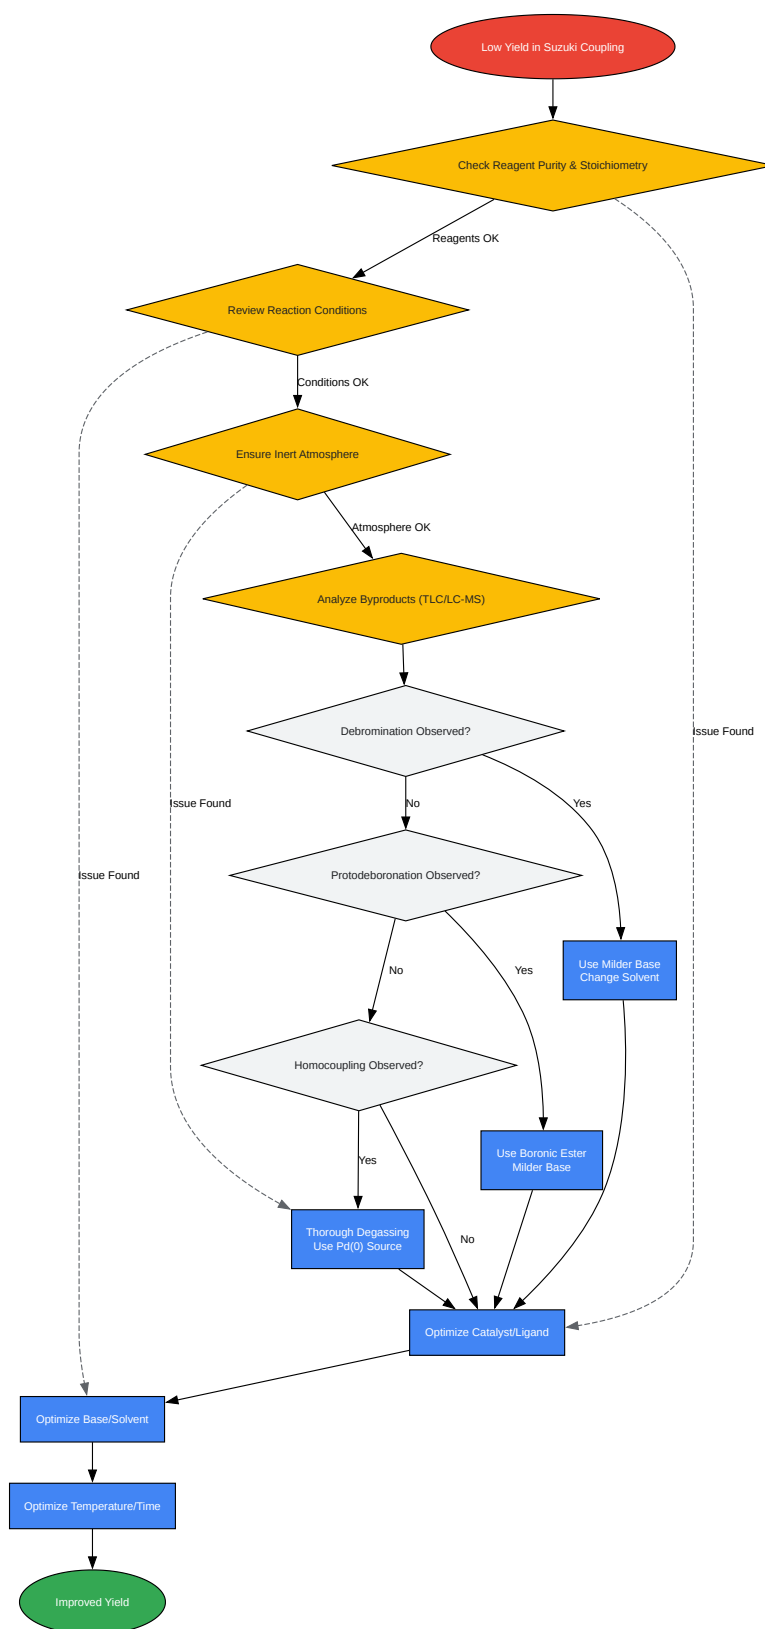 Low Yield in Suzuki Coupling
Check Reagent Purity & Stoichiometry
Reagents OK
Review Reaction Conditions
Conditions OK
Ensure Inert Atmosphere
Atmosphere OK
Analyze Byproducts (TLC/LC-MS)
Debromination Observed?
Issue Found
Issue Found
No
Yes
Issue Found
Protodeboronation Observed?
Use Milder Base
Change Solvent
No
Yes
Homocoupling Observed?
Use Boronic Ester
Milder Base
Yes
Thorough Degassing
Use Pd(0) Source
No
Optimize Catalyst/Ligand
Optimize Base/Solvent
Optimize Temperature/Time
Improved Yield